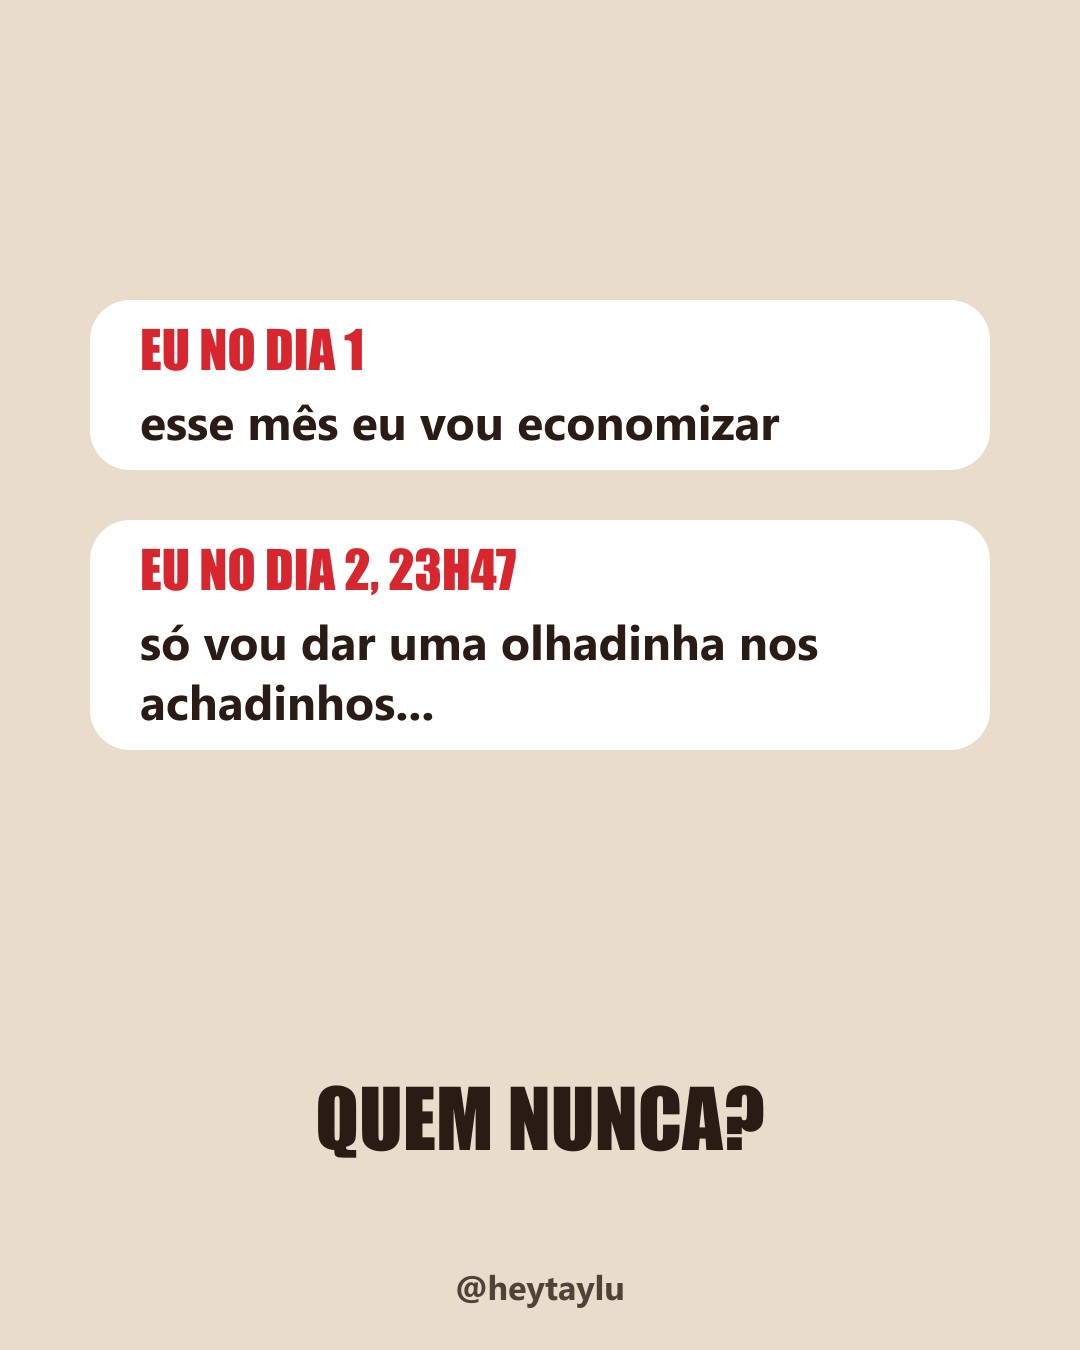 EU NO DIA 1
esse mês eu vou economizar
EU NO DIA 2, 23H47
só vou dar uma olhadinha nos
achadinhos...
QUEM NUNCA?
@heytaylu